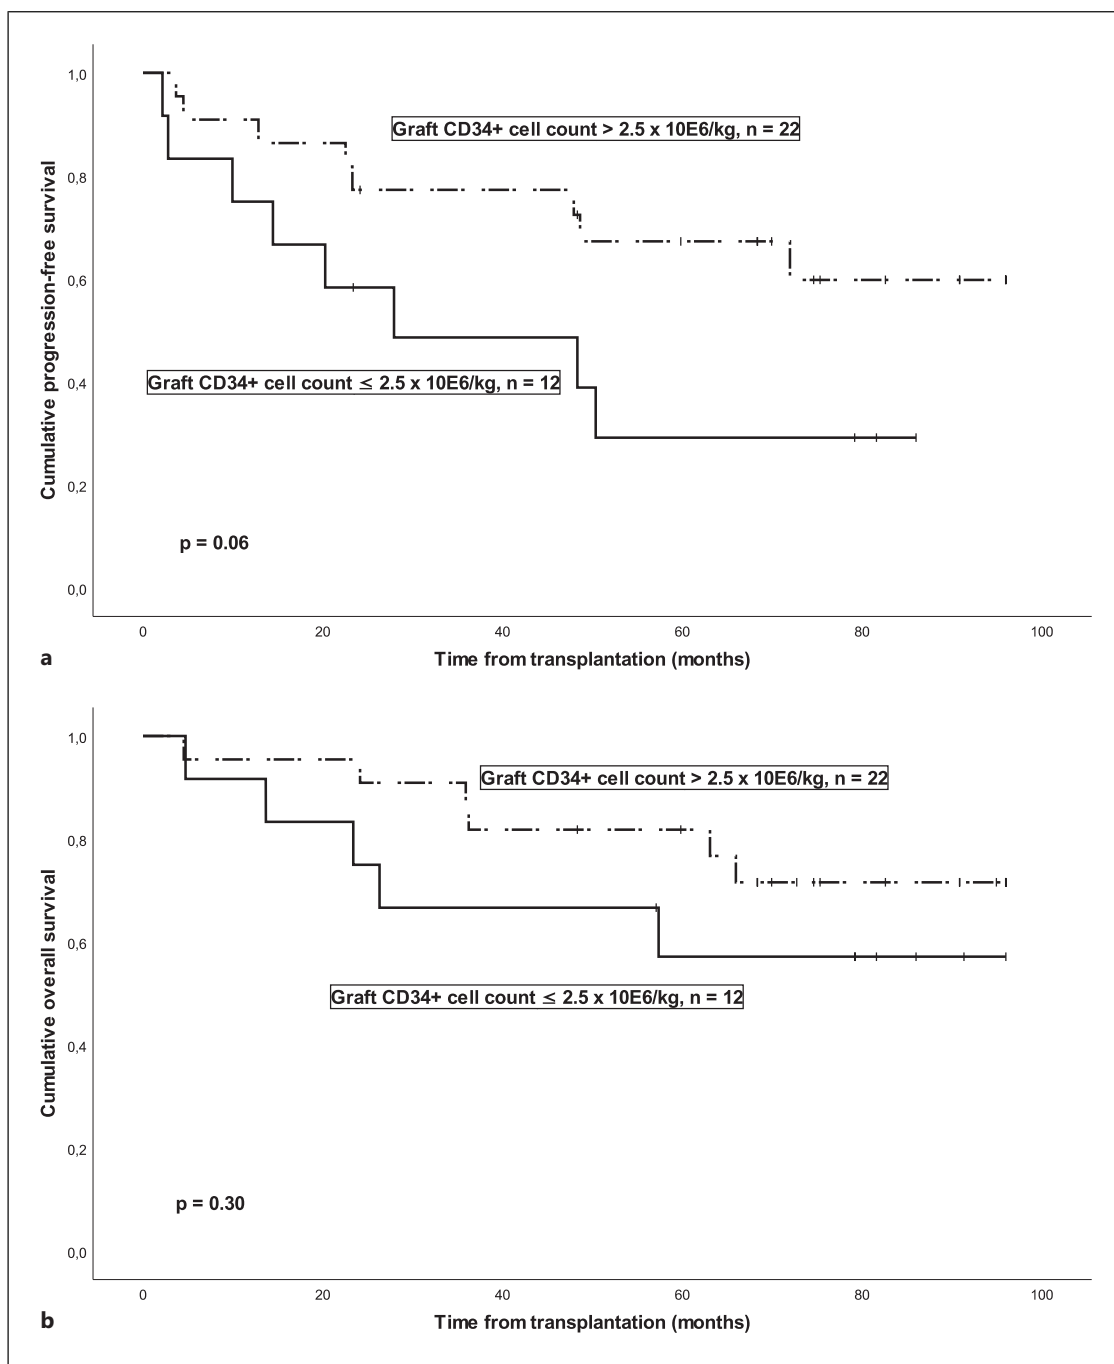 1,0
Graft CD34+ cell count > 2.5 x 10E6/kg, n = 22
0,8
Cumulative progression-free survival
0,6
0,4
Graft CD34+ cell count ≤ 2.5 x 10E6/kg, n = 12
0,2
p = 0.06
0,0
0 20 40 60 80 100
a
Time from transplantation (months)
1,0
Graft CD34+ cell count > 2.5 x 10E6/kg, n = 22
0,8
Cumulative overall survival
0,6
Graft CD34+ cell count ≤ 2.5 x 10E6/kg, n = 12
0,4
0,2
p = 0.30
0,0
0 20 40 60 80 100
b
Time from transplantation (months)